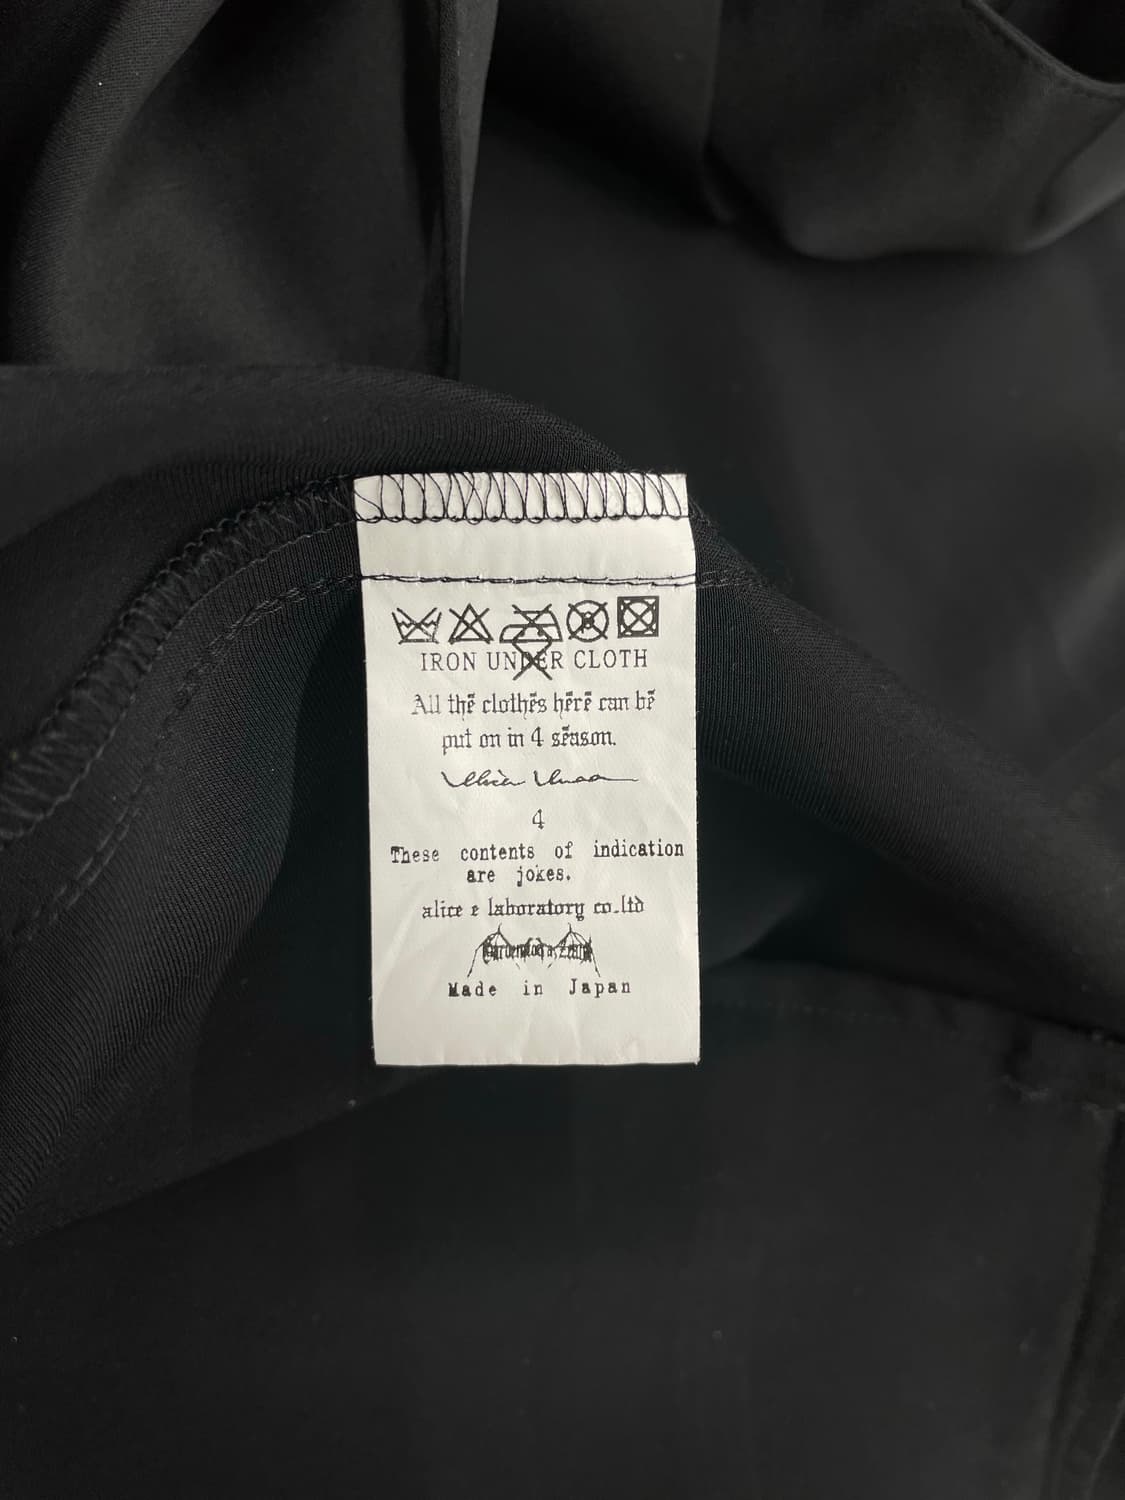 IRON UNDER CLOTH
All the clothes here can be
put on in 4 season.
4
These contents of indication
are jokes.
alice e laboratory co.ltd
Made in Japan